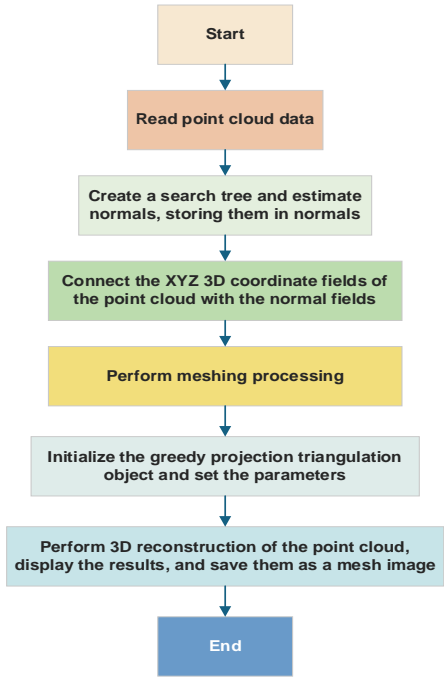 Start
Read point cloud data
Create a search tree and estimate
normals, storing them in normals
Connect the XYZ 3D coordinate fields of
the point cloud with the normal fields
Perform meshing processing
Initialize the greedy projection triangulation
object and set the parameters
Perform 3D reconstruction of the point cloud,
display the results, and save them as a mesh image
End